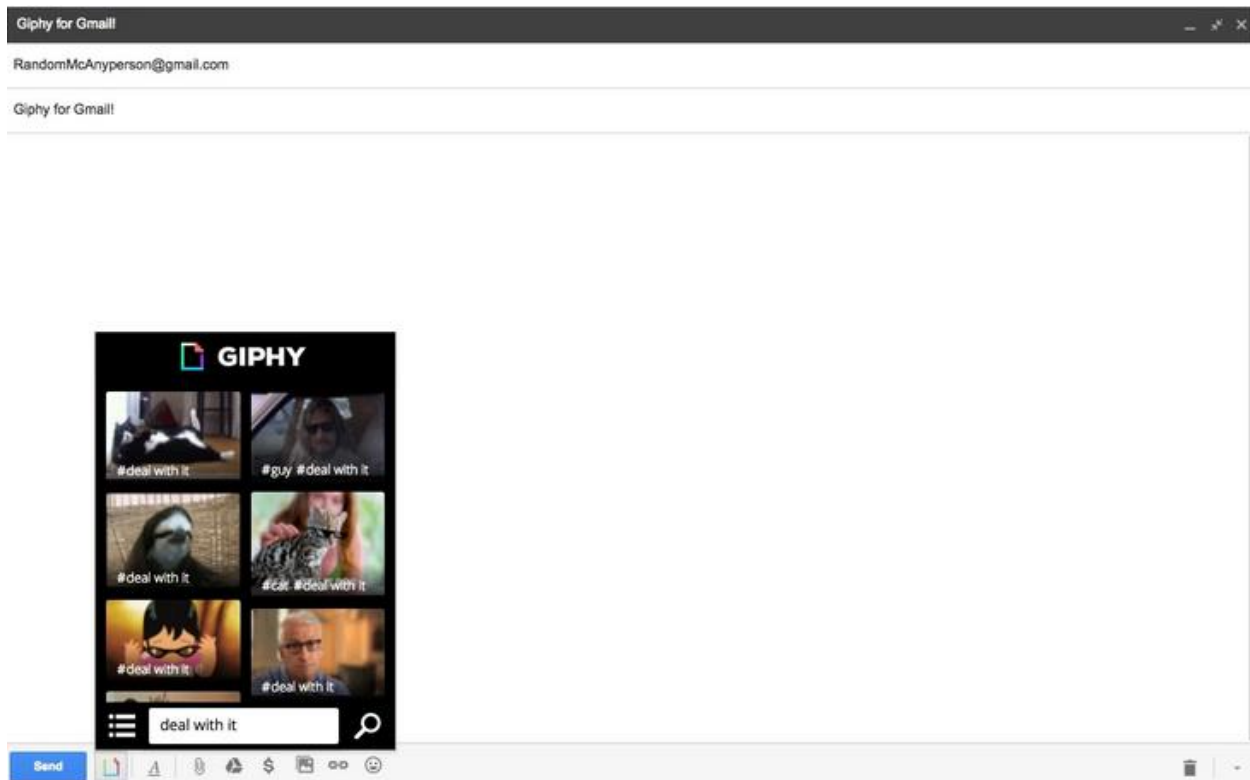 Giphy for Gmail!
RandomMcAnyperson@gmail.com
Giphy for Gmail!
GIPHY
#deal with it
#guy #deal with it
#deal with it
#cat #deal with it
#deal with it
#deal with it
deal with it
Send
A
$